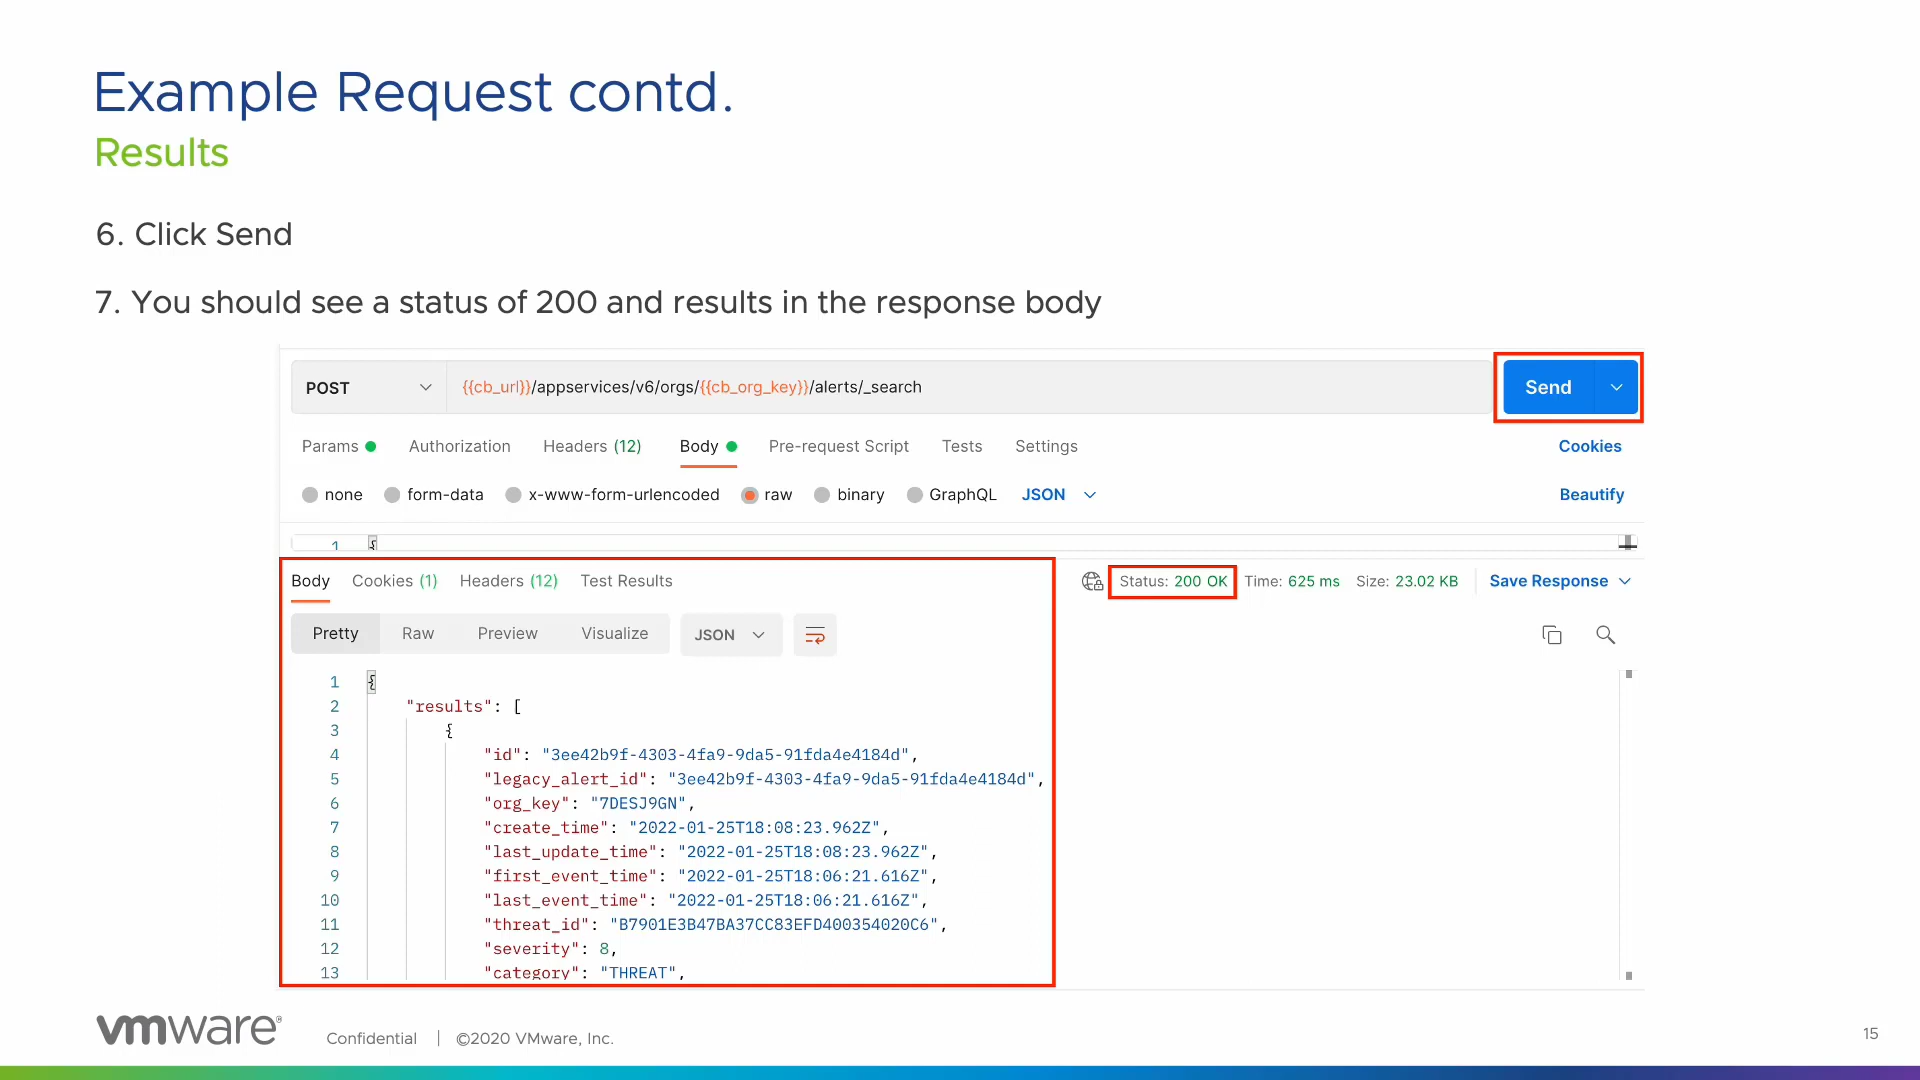 Example Request contd.
Results
6. Click Send
7. You should see a status of 200 and results in the response body
POST {{cb_url}}/appservices/v6/orgs/{{cb_org_key}}/alerts/_search Send
Params Authorization Headers (12) Body Pre-request Script Tests Settings Cookies
none form-data x-www-form-urlencoded raw binary GraphQL JSON Beautify
1 {
Body Cookies (1) Headers (12) Test Results Status: 200 OK Time: 625 ms Size: 23.02 KB Save Response
Pretty Raw Preview Visualize JSON
1 {
2 "results": [
3 {
4 "id": "3ee42b9f-4303-4fa9-9da5-91fda4e4184d",
5 "legacy_alert_id": "3ee42b9f-4303-4fa9-9da5-91fda4e4184d",
6 "org_key": "7DESJ9GN",
7 "create_time": "2022-01-25T18:08:23.962Z",
8 "last_update_time": "2022-01-25T18:08:23.962Z",
9 "first_event_time": "2022-01-25T18:06:21.616Z",
10 "last_event_time": "2022-01-25T18:06:21.616Z",
11 "threat_id": "B7901E3B47BA37CC83EFD400354020C6",
12 "severity": 8,
13 "category": "THREAT",
vmware® Confidential | ©2020 VMware, Inc. 15